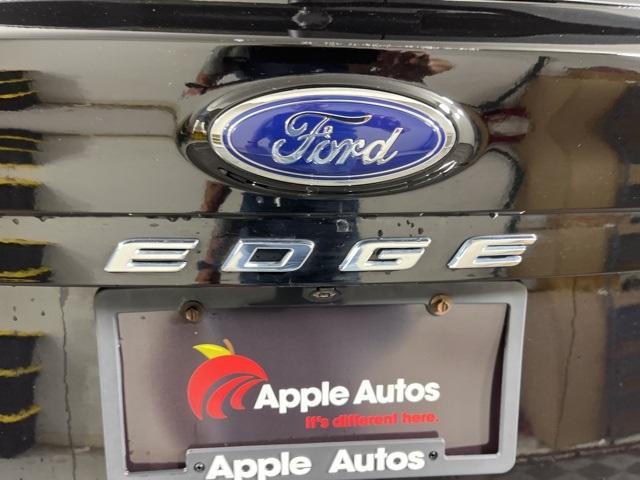 Ford
EDGE
Apple Autos
It's different here.
Apple Autos